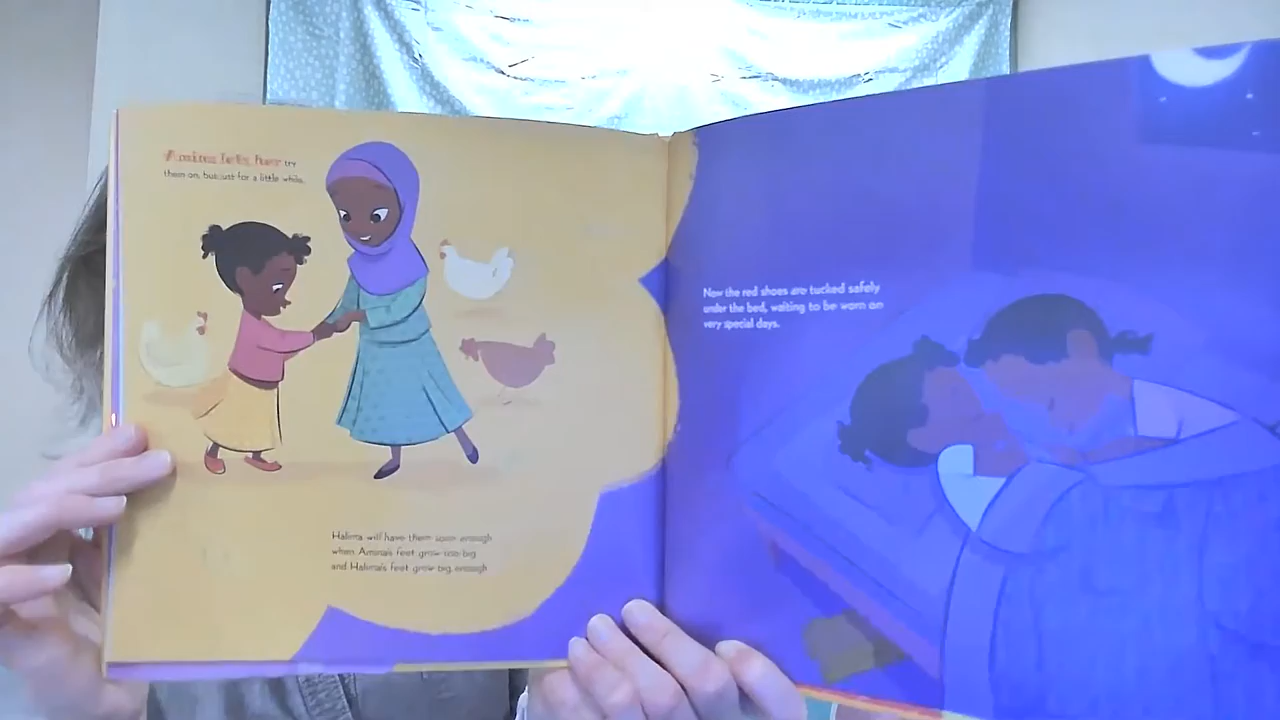 Amina lets her try
them on, but just for a little while.
Halima will have them soon enough
when Amina's feet grow too big
and Halima's feet grow big enough.
Now the red shoes are tucked safely
under the bed, waiting to be worn on
very special days.